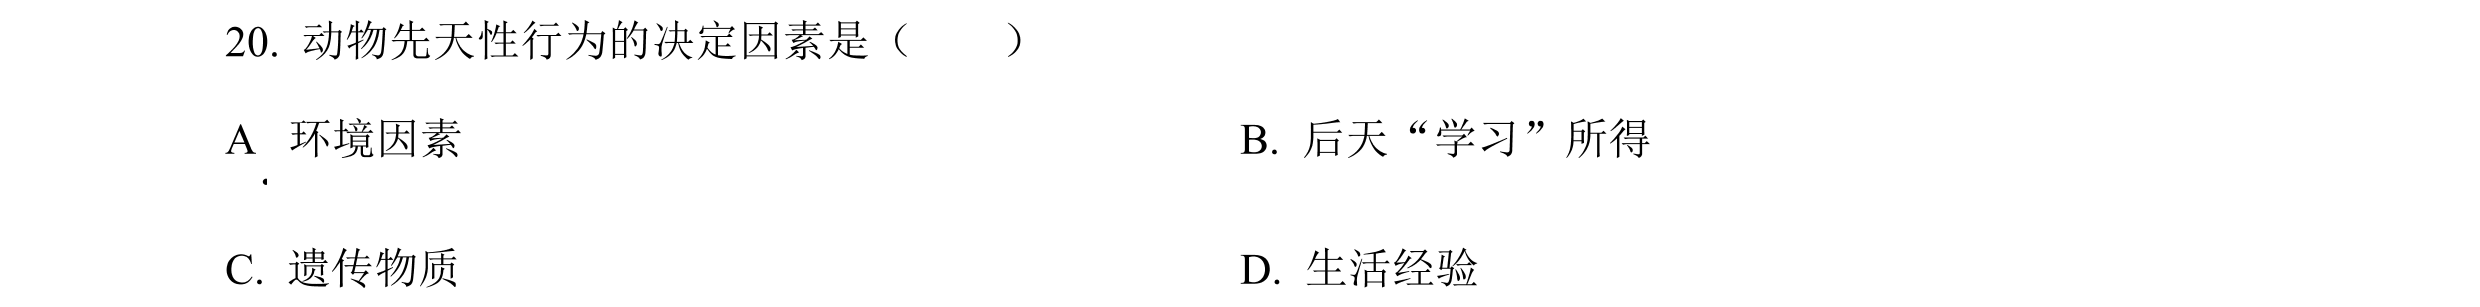 20. 动物先天性行为的决定因素是（　　）
A 环境因素 B. 后天“学习”所得
.
C. 遗传物质 D. 生活经验